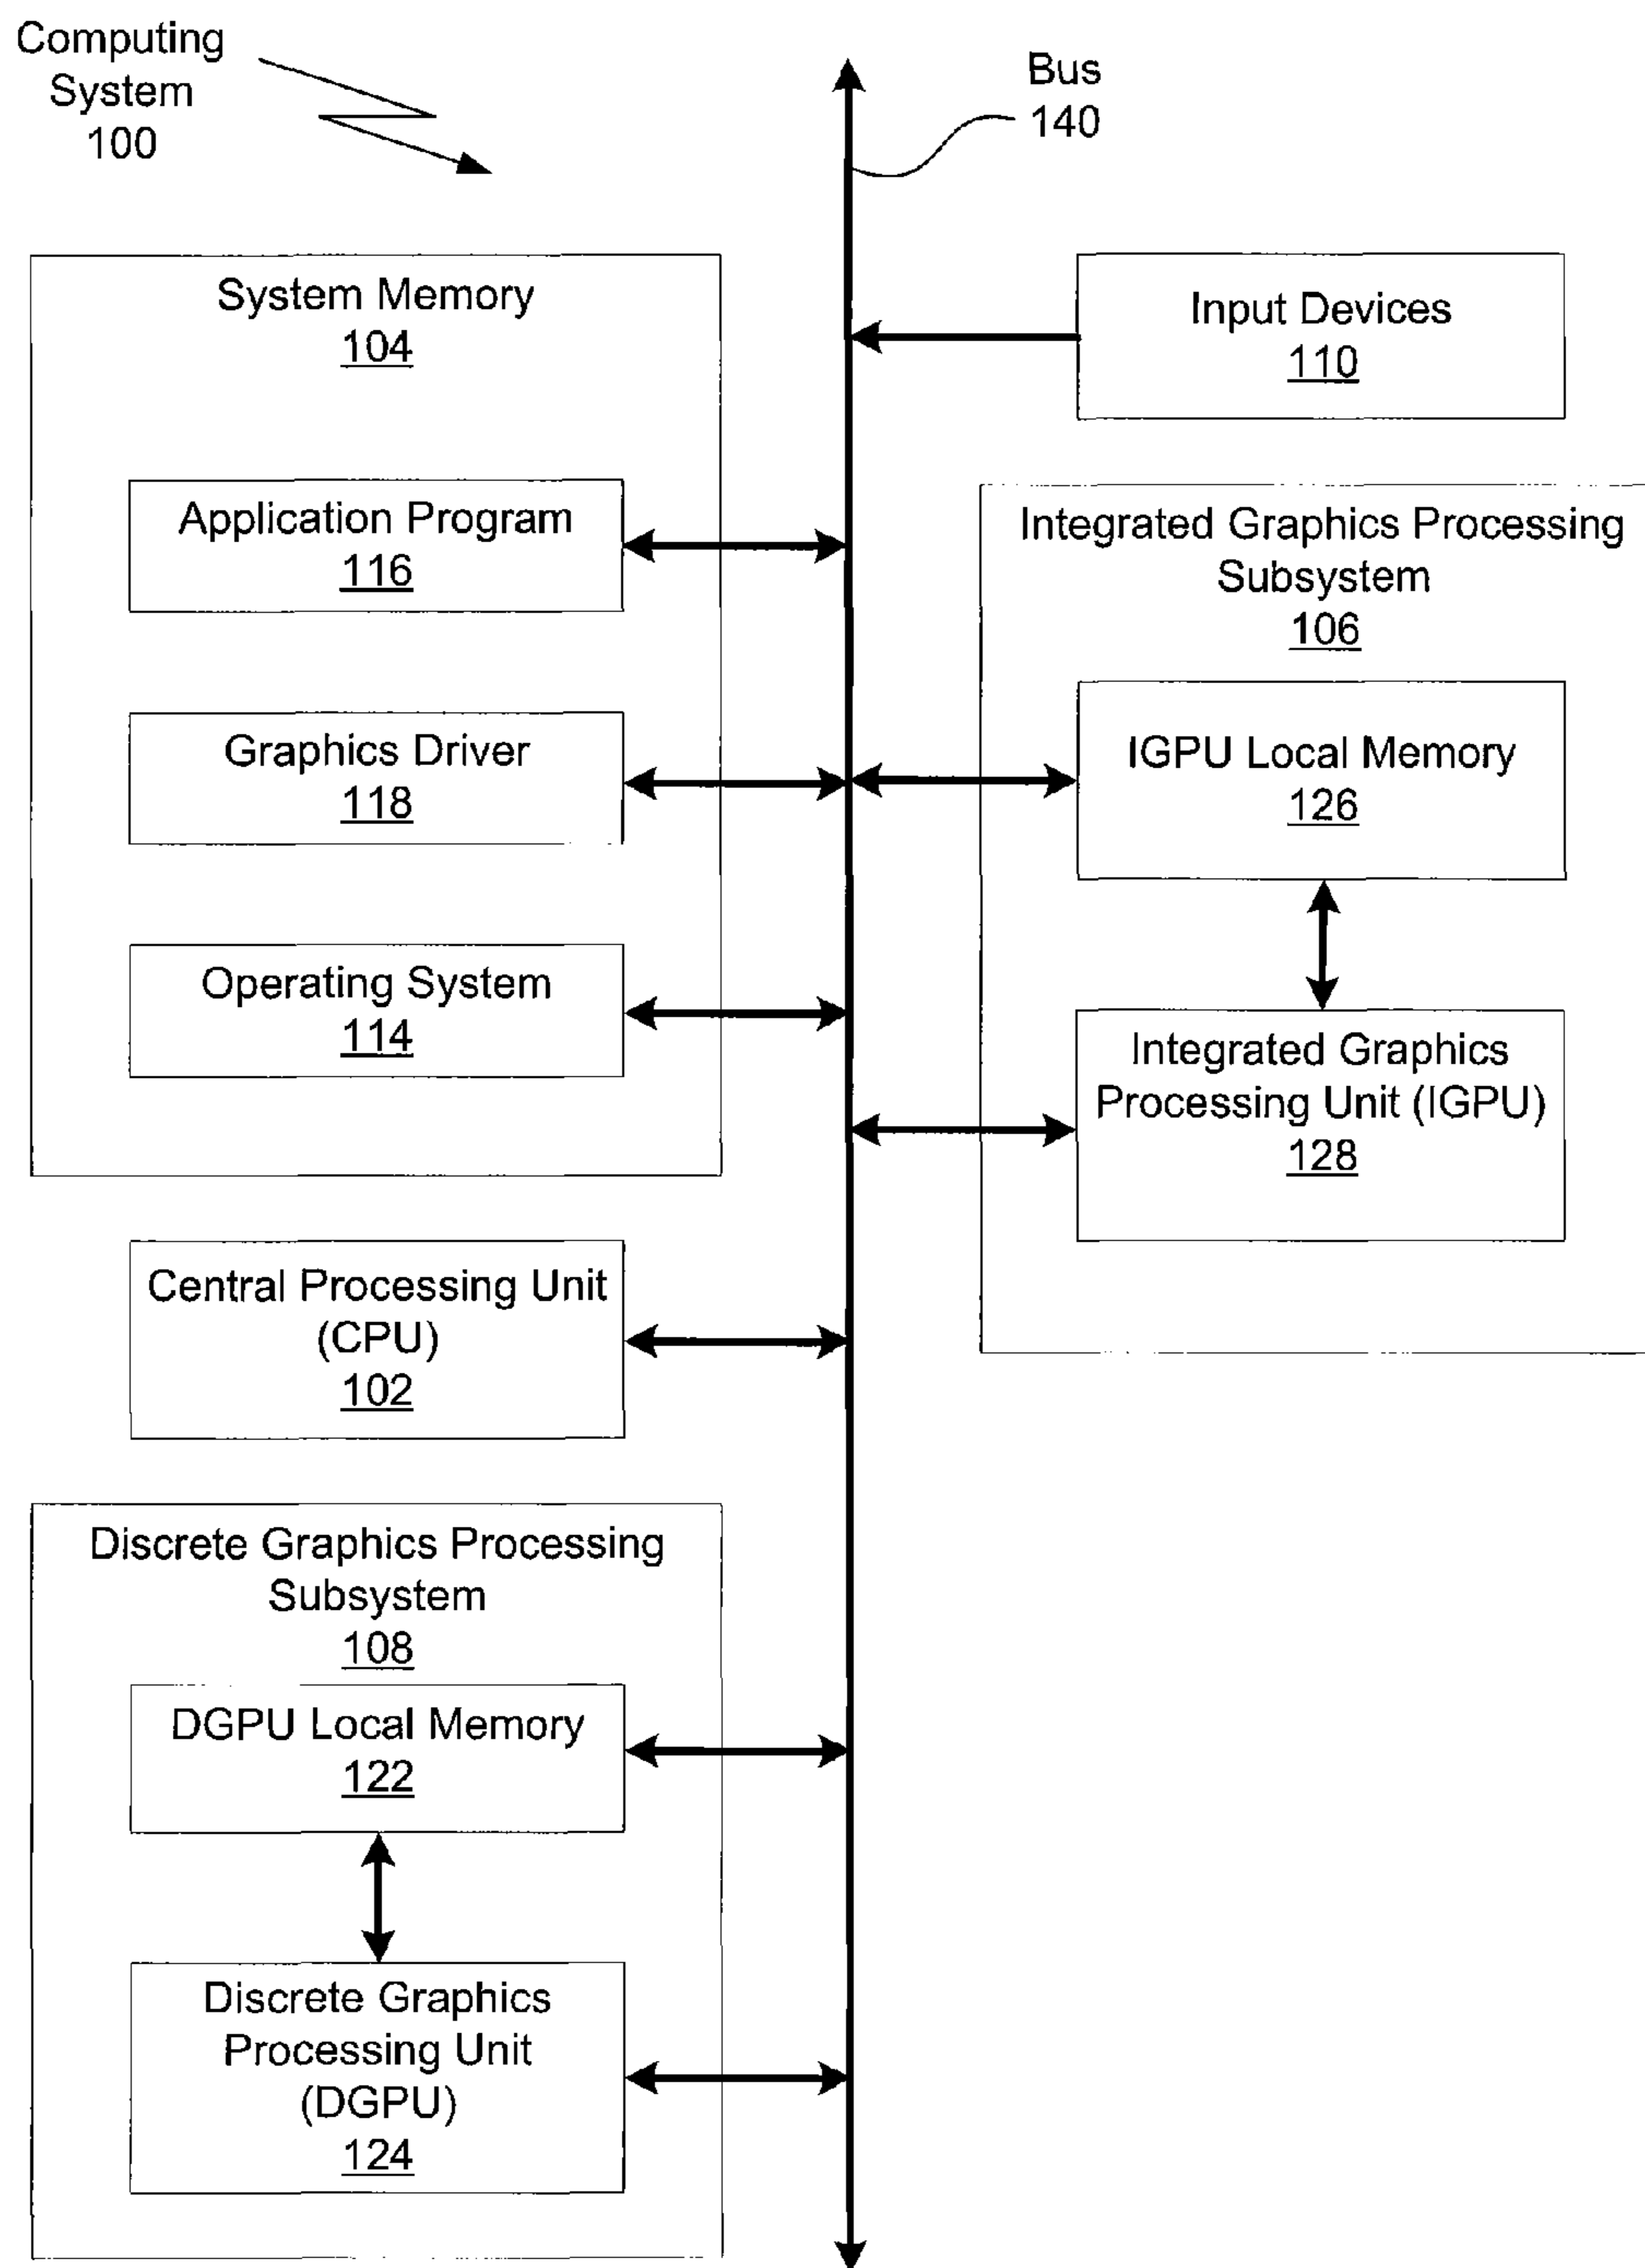 Computing
System
100
Bus
140
System Memory
104
Application Program
116
Graphics Driver
118
Operating System
114
Input Devices
110
Integrated Graphics Processing
Subsystem
106
IGPU Local Memory
126
Integrated Graphics
Processing Unit (IGPU)
128
Central Processing Unit
(CPU)
102
Discrete Graphics Processing
Subsystem
108
DGPU Local Memory
122
Discrete Graphics
Processing Unit
(DGPU)
124